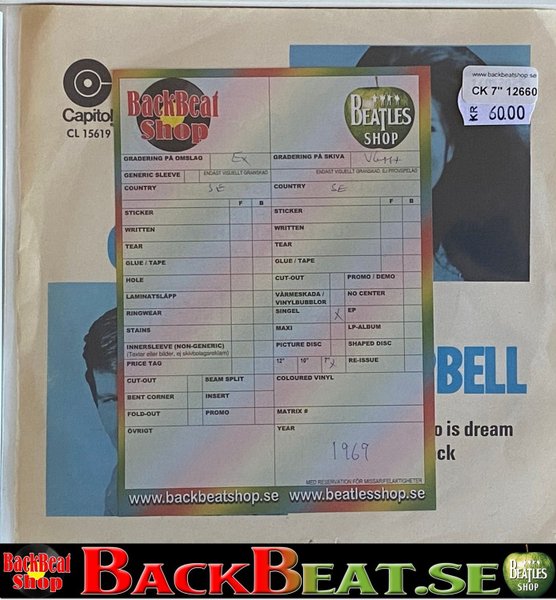 Capitol
CL 15619
www.backbeatshop.se
CK 7" 12660
KR 60.00
BackBeat Shop
BEATLES SHOP
GRADERING PÅ OMSLAG Ex
GENERIC SLEEVE
ENDAST VISUELLT GRANSKAD
COUNTRY SE
F B
STICKER
WRITTEN
TEAR
GLUE / TAPE
HOLE
LAMINATSLÄPP
RINGWEAR
STAINS
INNERSLEEVE (NON-GENERIC)
(Texter eller bilder, ej skivbolagsreklam)
PRICE TAG
CUT-OUT BEAM SPLIT
BENT CORNER INSERT
FOLD-OUT PROMO
ÖVRIGT
GRADERING PÅ SKIVA
ENDAST VISUELLT GRANSKAD, EJ PROVSPELAD
COUNTRY SE
F B
STICKER
WRITTEN
TEAR
GLUE / TAPE
CUT-OUT PROMO / DEMO
VÄRMESKADA / VINYLBUBBLOR NO CENTER
SINGEL X EP
MAXI LP-ALBUM
PICTURE DISC SHAPED DISC
12" 10" 7" X RE-ISSUE
COLOURED VINYL
MATRIX #
YEAR
1969
MED RESERVATION FÖR MISSAR/FELAKTIGHETER
www.backbeatshop.se www.beatlesshop.se
BELL
o is dream
ck
BackBeat Shop
BACKBEAT.SE
BEATLES SHOP